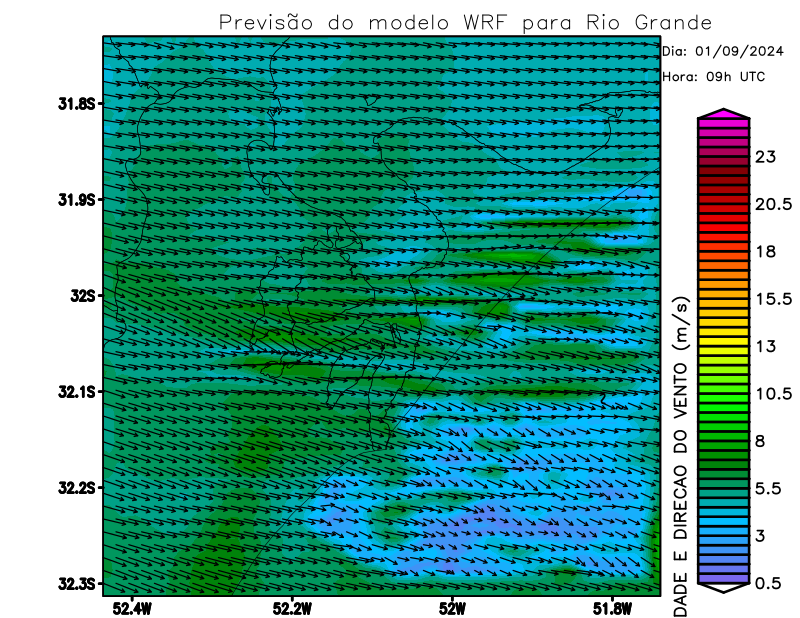 Previsão do modelo WRF para Rio Grande
Dia: 01/09/2024
Hora: 09h UTC
31.8S
31.9S
32S
32.1S
32.2S
32.3S
52.4W
52.2W
52W
51.8W
23
20.5
18
15.5
13
10.5
8
5.5
3
0.5
DADE E DIRECAO DO VENTO (m/s)